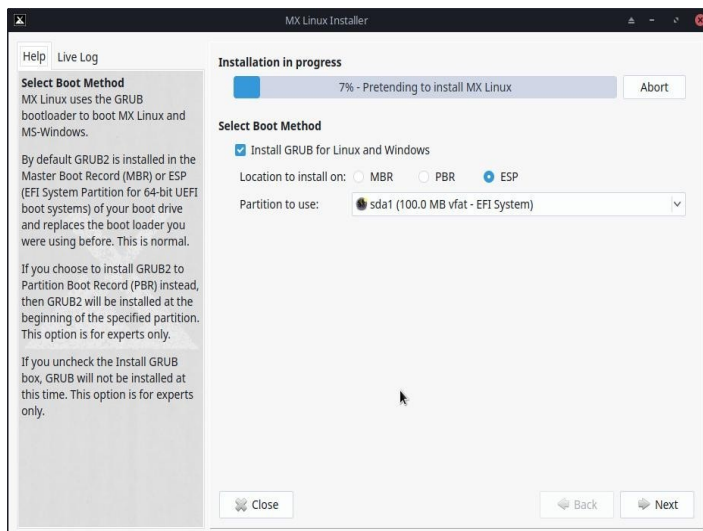 MX Linux Installer
Help
Live Log
Select Boot Method
MX Linux uses the GRUB
bootloader to boot MX Linux and
MS-Windows.
By default GRUB2 is installed in the
Master Boot Record (MBR) or ESP
(EFI System Partition for 64-bit UEFI
boot systems) of your boot drive
and replaces the boot loader you
were using before. This is normal.
If you choose to install GRUB2 to
Partition Boot Record (PBR) instead,
then GRUB2 will be installed at the
beginning of the specified partition.
This option is for experts only.
If you uncheck the Install GRUB
box, GRUB will not be installed at
this time. This option is for experts
only.
Installation in progress
7% - Pretending to install MX Linux
Abort
Select Boot Method
Install GRUB for Linux and Windows
Location to install on: MBR PBR ESP
Partition to use: sda1 (100.0 MB vfat - EFI System)
Close
Back
Next